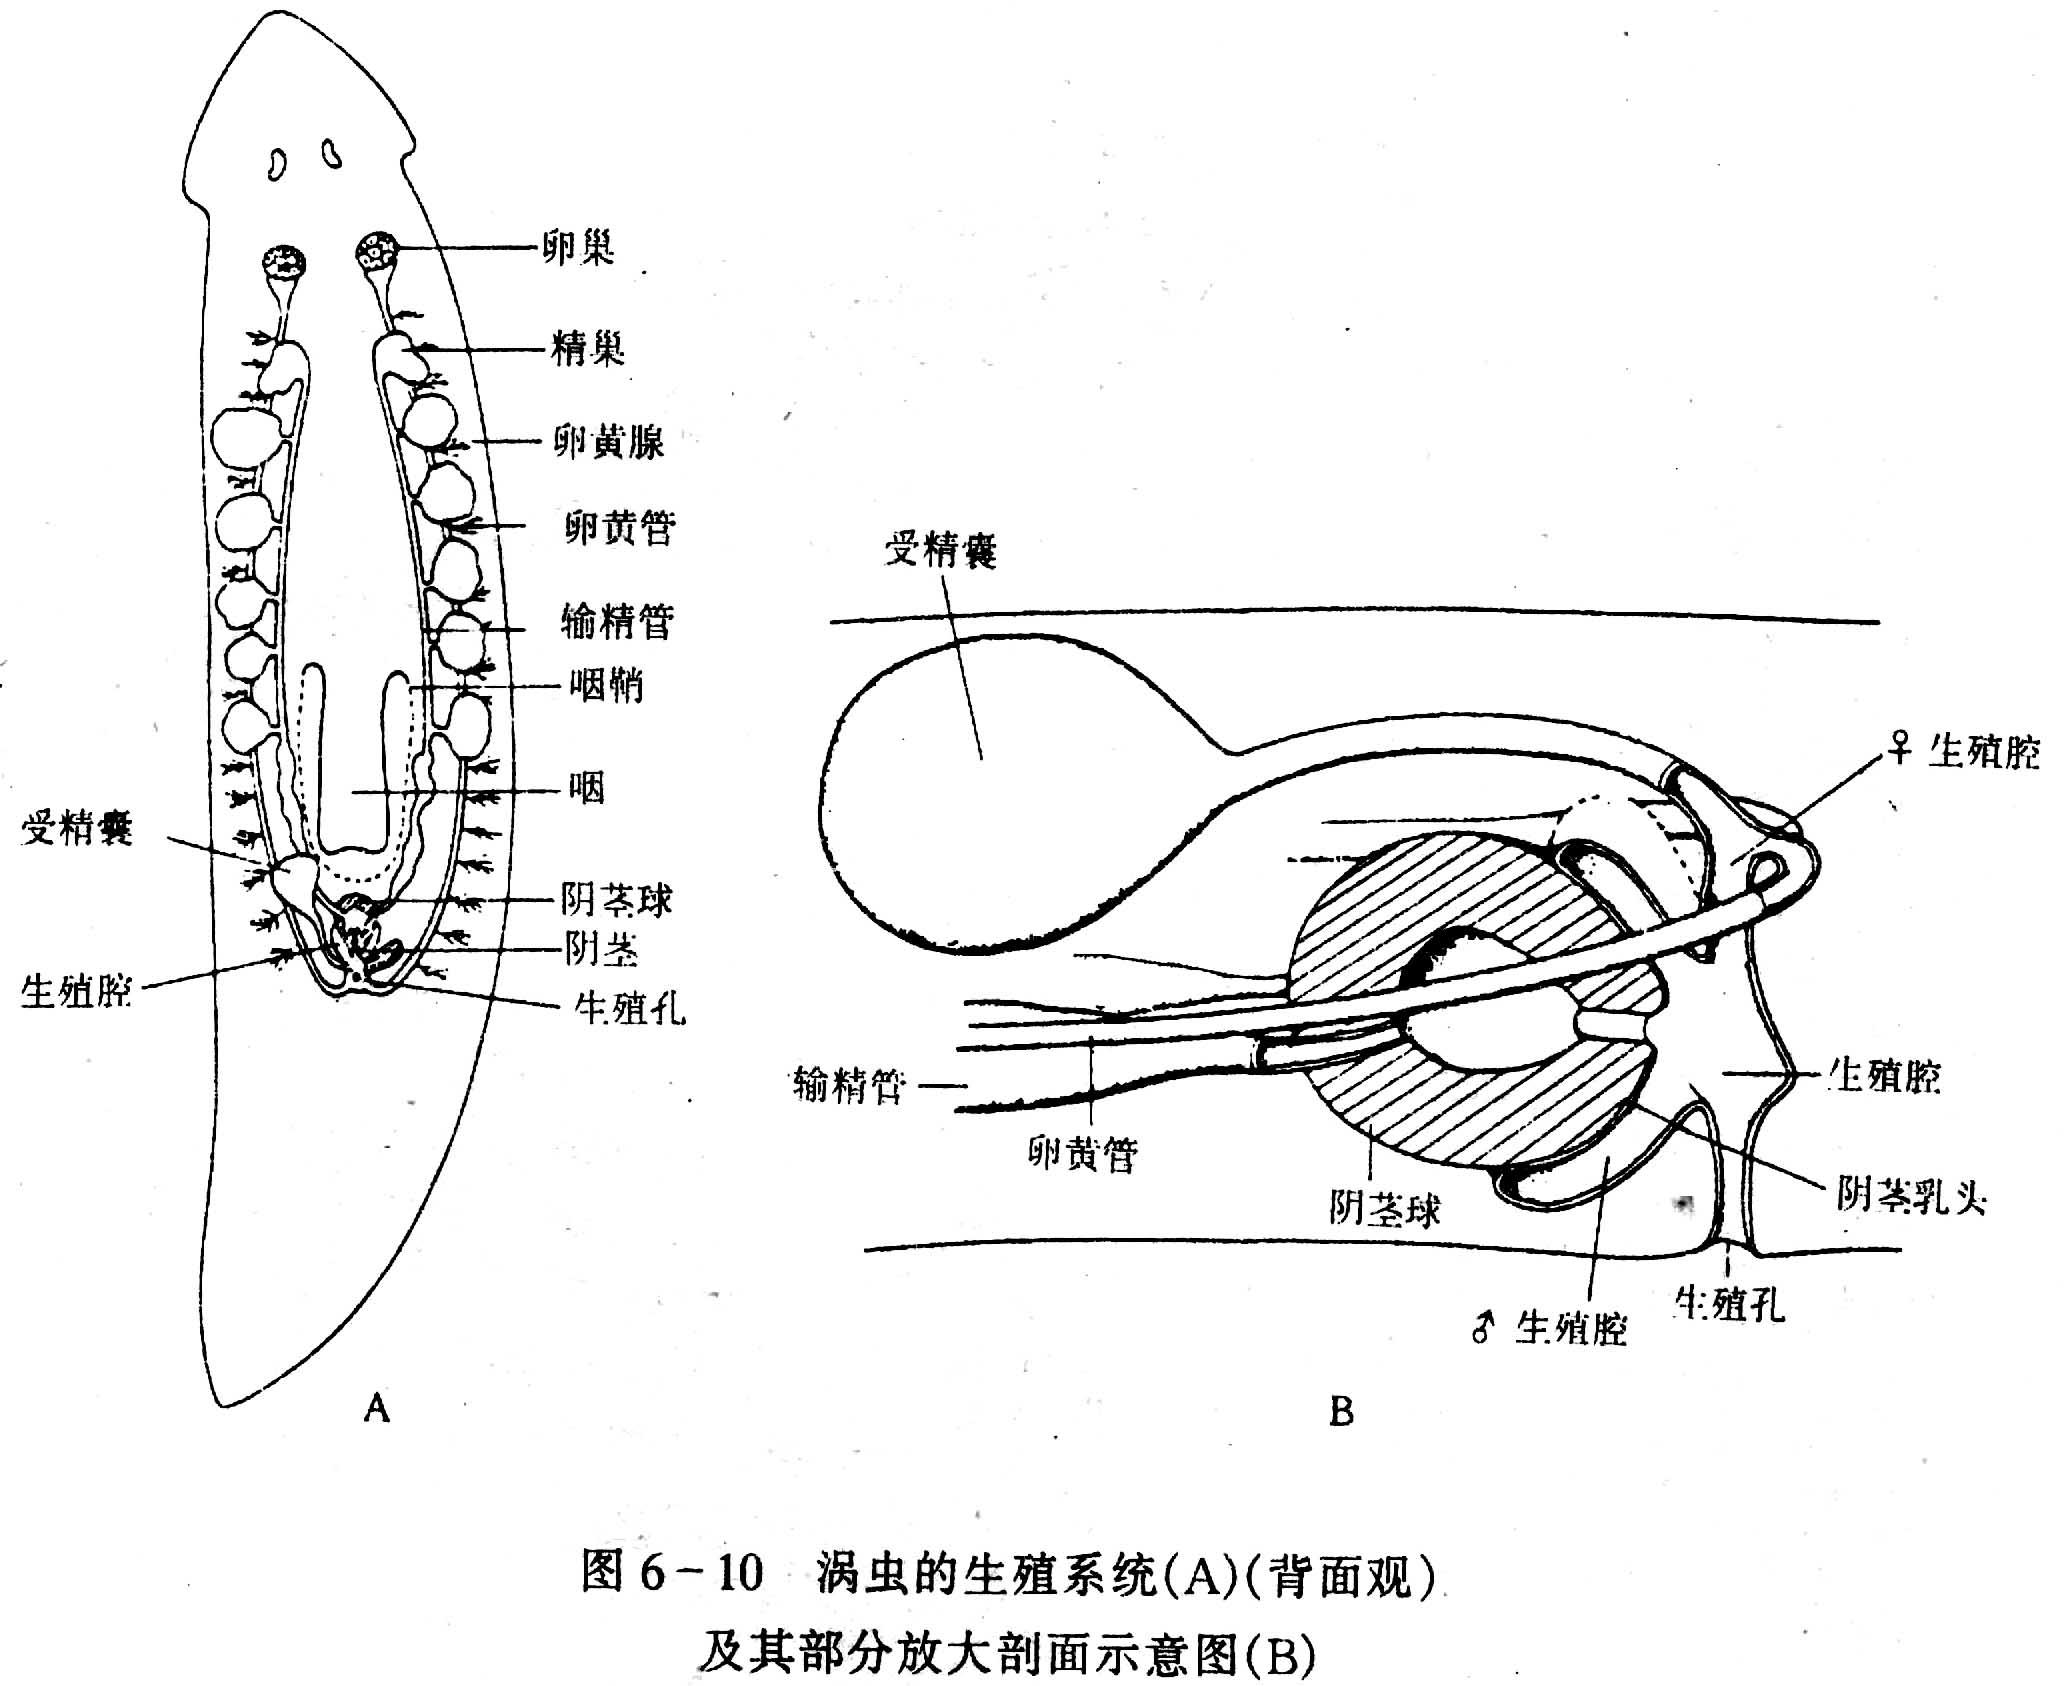 卵巢
精巢
卵黄腺
卵黄管
输精管
咽鞘
咽
受精囊
阴茎球
阴茎
生殖腔
生殖孔
A
受精囊
♀ 生殖腔
输精管
生殖腔
卵黄管
阴茎球
阴茎乳头
生殖孔
♂ 生殖腔
B
图 6-10 涡虫的生殖系统(A)(背面观)
及其部分放大剖面示意图(B)